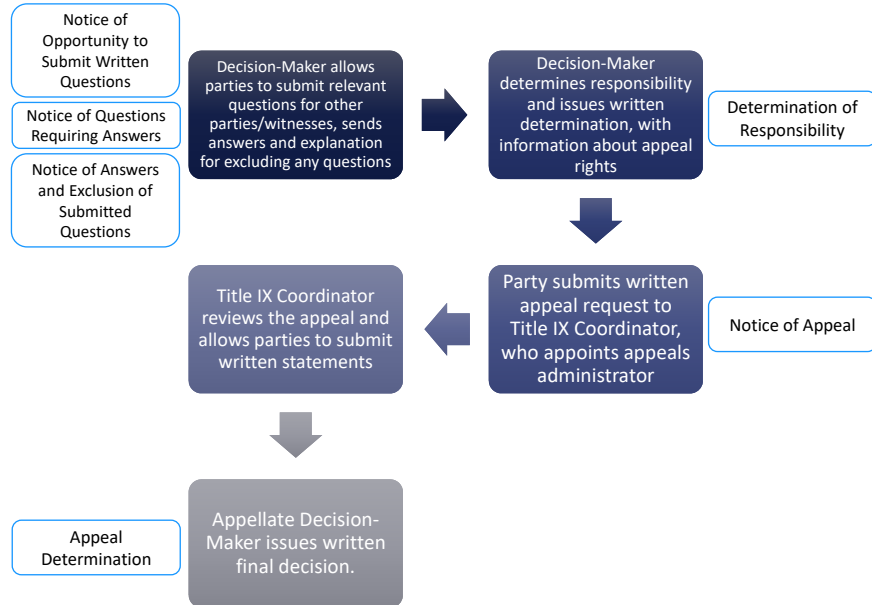 Notice of
Opportunity to
Submit Written
Questions
Notice of Questions
Requiring Answers
Notice of Answers
and Exclusion of
Submitted
Questions
Decision-Maker allows
parties to submit relevant
questions for other
parties/witnesses, sends
answers and explanation
for excluding any questions
Decision-Maker
determines responsibility
and issues written
determination, with
information about appeal
rights
Determination of
Responsibility
Party submits written
appeal request to
Title IX Coordinator,
who appoints appeals
administrator
Notice of Appeal
Title IX Coordinator
reviews the appeal and
allows parties to submit
written statements
Appellate Decision-
Maker issues written
final decision.
Appeal
Determination